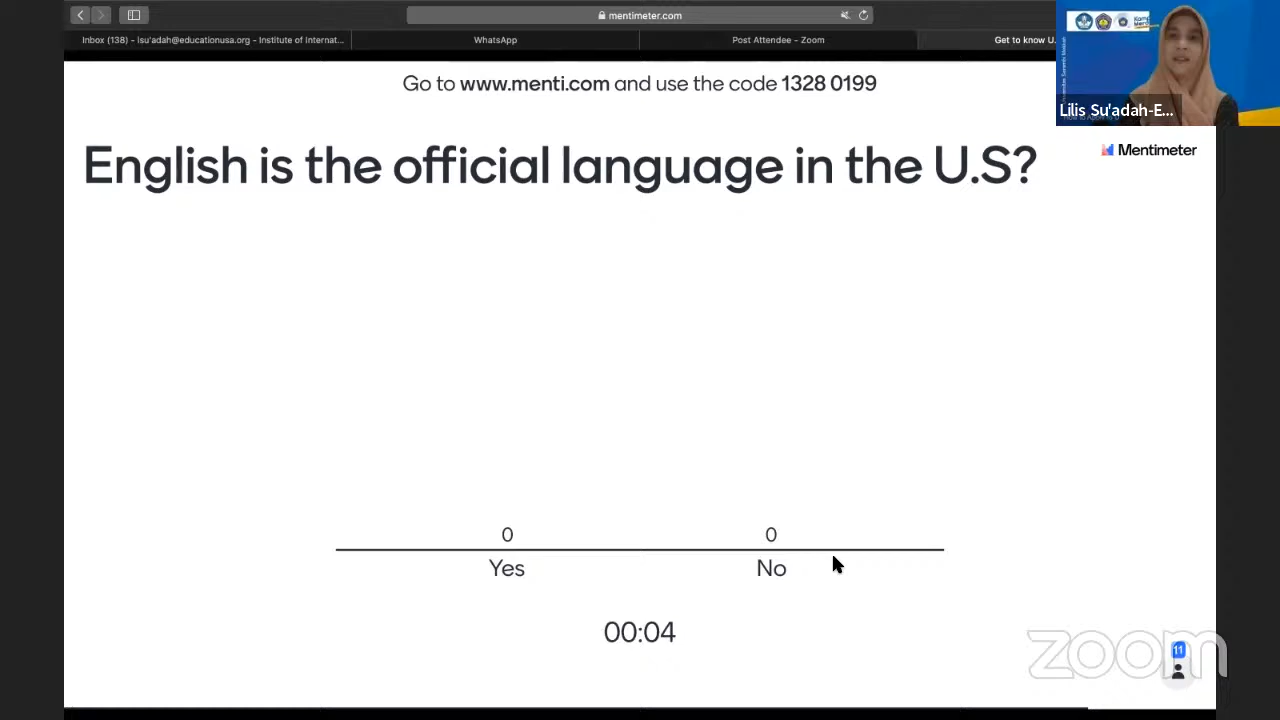 mentimeter.com
Inbox (138) - isu'adah@educationusa.org - Institute of Internat...
WhatsApp
Post Attendee - Zoom
Get to know U.
Go to www.menti.com and use the code 1328 0199
Lilis Su'adah-E...
Mentimeter
English is the official language in the U.S?
0
0
Yes
No
00:04
zoom
11